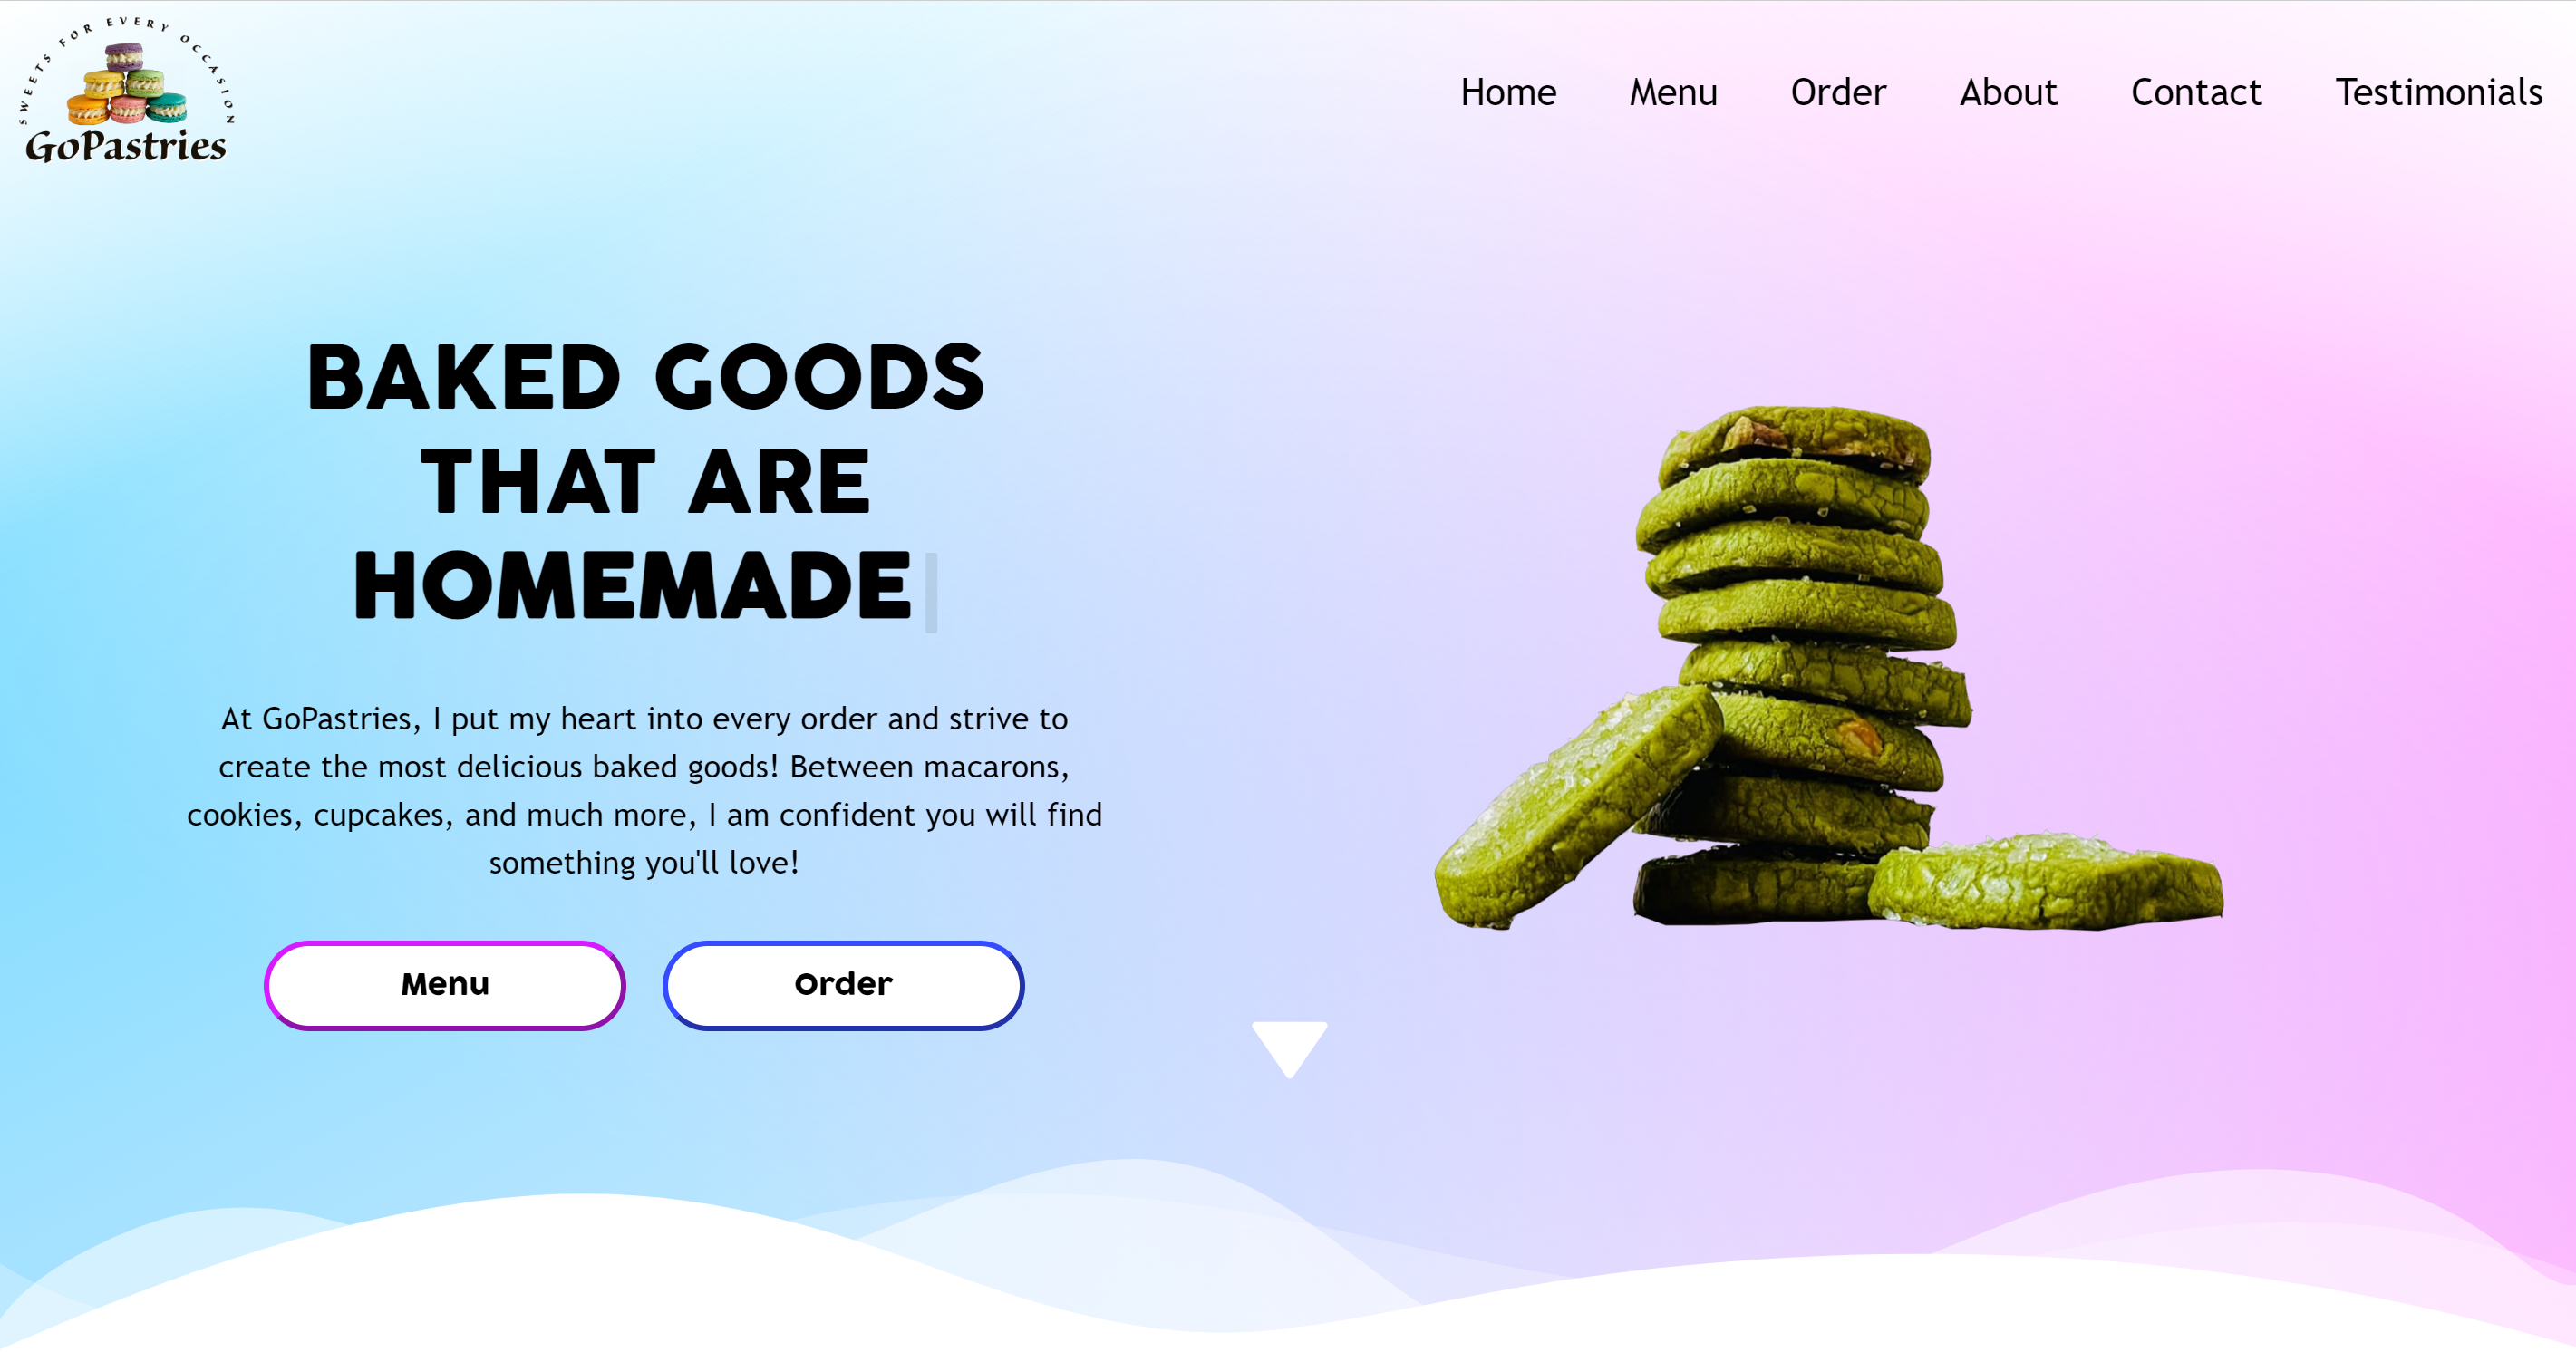 SWEETS FOR EVERY OCCASION
GoPastries
Home Menu Order About Contact Testimonials
BAKED GOODS
THAT ARE
HOMEMADE
At GoPastries, I put my heart into every order and strive to
create the most delicious baked goods! Between macarons,
cookies, cupcakes, and much more, I am confident you will find
something you'll love!
Menu Order